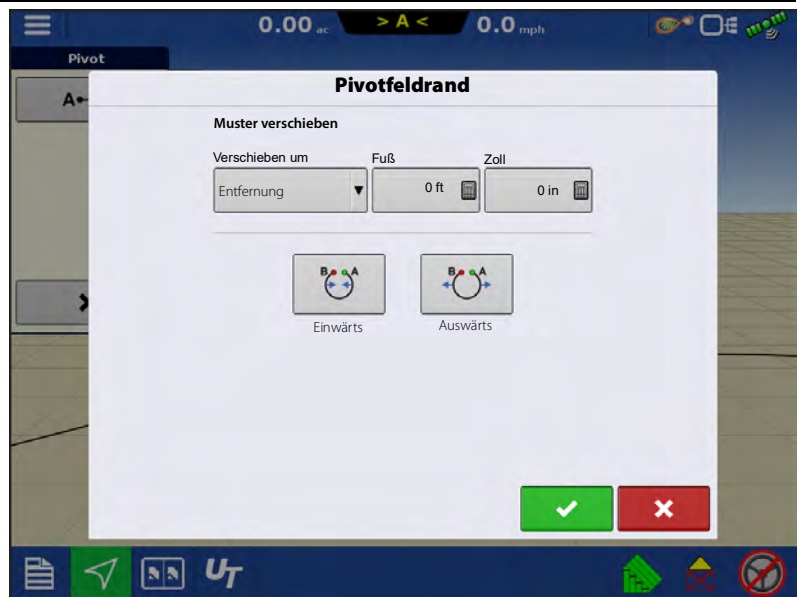 0.00 ac > A < 0.0 mph
Pivot
A
Pivotfeldrand
Muster verschieben
Verschieben um Fuß Zoll
Entfernung 0 ft 0 in
B A B A
Einwärts Auswärts
UT